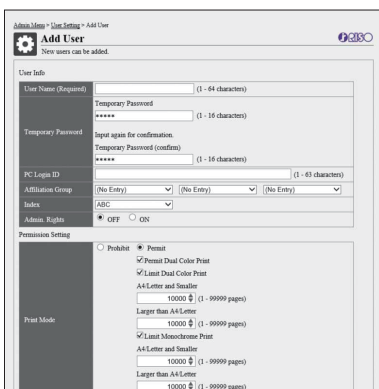 Admin Menu > User Setting > Add User
Add User
RISO
New users can be added.
User Info
User Name (Required) (1 - 64 characters)
Temporary Password
Temporary Password
***** (1 - 16 characters)
Input again for confirmation.
Temporary Password (confirm)
***** (1 - 16 characters)
PC Login ID (1 - 63 characters)
Affiliation Group (No Entry) (No Entry) (No Entry)
Index ABC
Admin. Rights OFF ON
Permission Setting
Print Mode
Prohibit Permit
Permit Dual Color Print
Limit Dual Color Print
A4/Letter and Smaller
10000 (1 - 99999 pages)
Larger than A4/Letter
10000 (1 - 99999 pages)
Limit Monochrome Print
A4/Letter and Smaller
10000 (1 - 99999 pages)
Larger than A4/Letter
10000 (1 - 99999 pages)